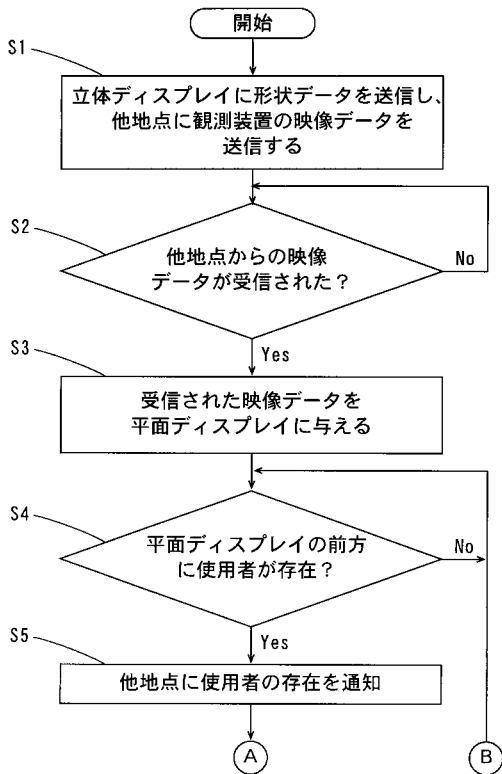 開始
S1
立体ディスプレイに形状データを送信し、
他地点に観測装置の映像データを
送信する
S2
他地点からの映像
データが受信された?
No
Yes
S3
受信された映像データを
平面ディスプレイに与える
S4
平面ディスプレイの前方
に使用者が存在?
No
Yes
S5
他地点に使用者の存在を通知
A
B